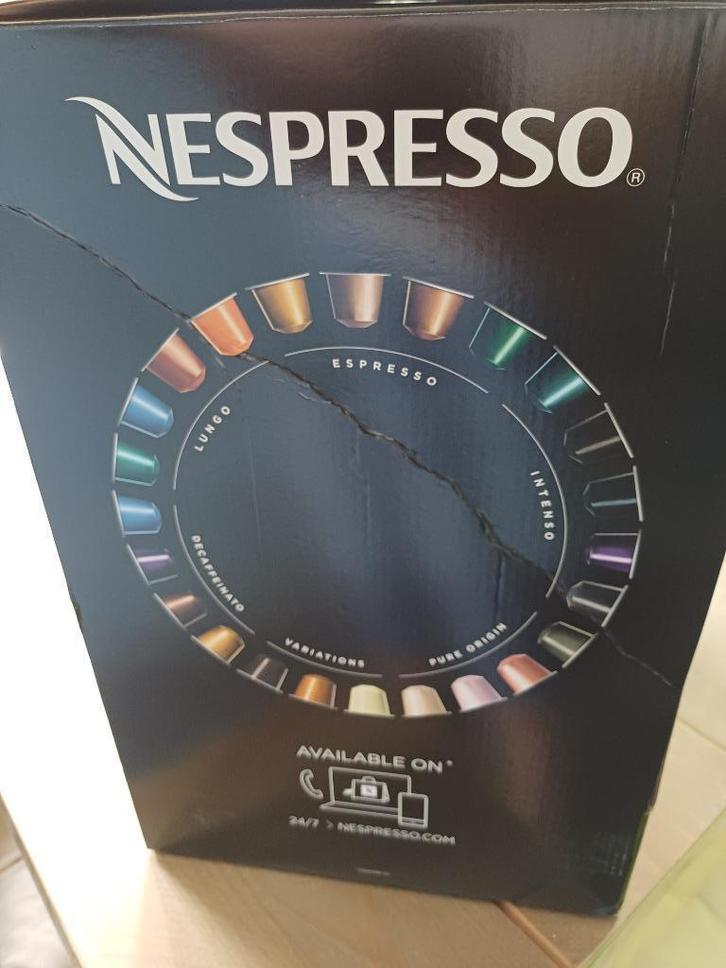 NESPRESSO®
ESPRESSO
LUNGO
INTENSO
DECAFFEINATO
VARIATIONS
PURE ORIGIN
AVAILABLE ON*
N
24/7 > NESPRESSO.COM